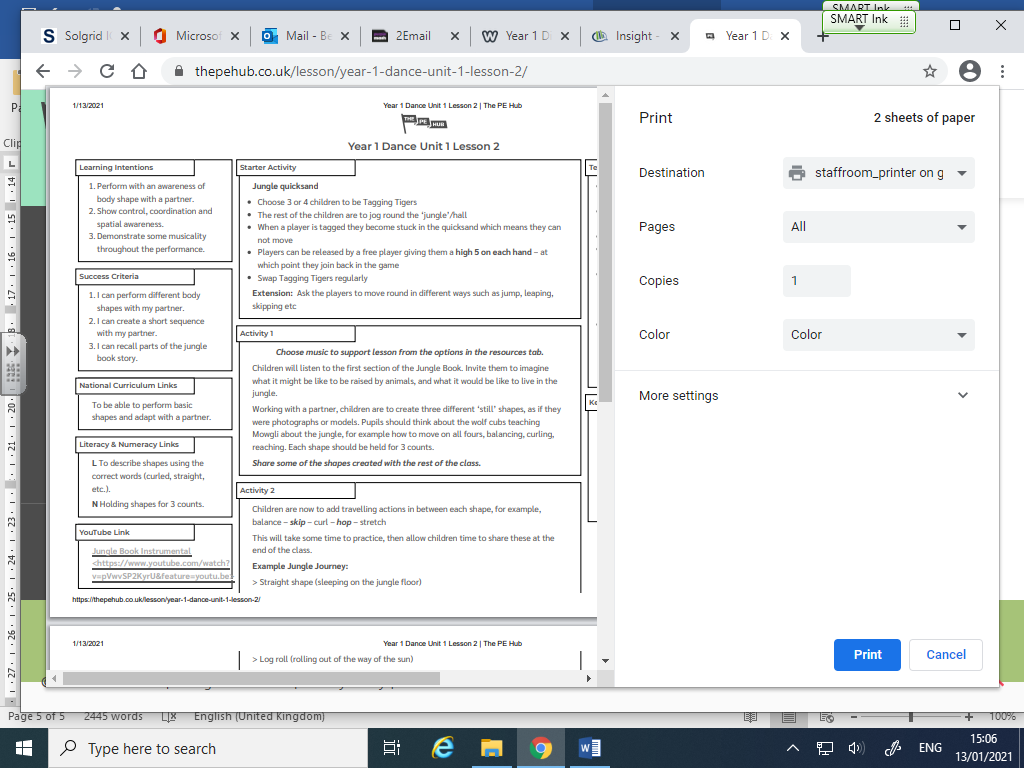 SMART Ink
SMART Ink
Solgrid
Microsof
Mail - Be
2Email
Year 1 D
Insight -
Year 1 D
thepehub.co.uk/lesson/year-1-dance-unit-1-lesson-2/
Clip
1/13/2021 Year 1 Dance Unit 1 Lesson 2 | The PE Hub
THE PE HUB
Year 1 Dance Unit 1 Lesson 2
Learning Intentions
1. Perform with an awareness of
body shape with a partner.
2. Show control, coordination and
spatial awareness.
3. Demonstrate some musicality
throughout the performance.
Success Criteria
1. I can perform different body
shapes with my partner.
2. I can create a short sequence
with my partner.
3. I can recall parts of the jungle
book story.
National Curriculum Links
To be able to perform basic
shapes and adapt with a partner.
Literacy & Numeracy Links
L To describe shapes using the
correct words (curled, straight,
etc.).
N Holding shapes for 3 counts.
YouTube Link
Jungle Book Instrumental
<https://www.youtube.com/watch?
v=pVwvSP2KyrU&feature=youtu.be>
Starter Activity
Jungle quicksand
• Choose 3 or 4 children to be Tagging Tigers
• The rest of the children are to jog round the 'jungle'/hall
• When a player is tagged they become stuck in the quicksand which means they can
not move
• Players can be released by a free player giving them a high 5 on each hand – at
which point they join back in the game
• Swap Tagging Tigers regularly
Extension: Ask the players to move round in different ways such as jump, leaping,
skipping etc
Activity 1
Choose music to support lesson from the options in the resources tab.
Children will listen to the first section of the Jungle Book. Invite them to imagine
what it might be like to be raised by animals, and what it would be like to live in the
jungle.
Working with a partner, children are to create three different 'still' shapes, as if they
were photographs or models. Pupils should think about the wolf cubs teaching
Mowgli about the jungle, for example how to move on all fours, balancing, curling,
reaching. Each shape should be held for 3 counts.
Share some of the shapes created with the rest of the class.
Activity 2
Children are now to add travelling actions in between each shape, for example,
balance – skip – curl – hop – stretch
This will take some time to practice, then allow children time to share these at the
end of the class.
Example Jungle Journey:
> Straight shape (sleeping on the jungle floor)
Te
Ke
https://thepehub.co.uk/lesson/year-1-dance-unit-1-lesson-2/
1/13/2021 Year 1 Dance Unit 1 Lesson 2 | The PE Hub
> Log roll (rolling out of the way of the sun)
Print 2 sheets of paper
Destination staffroom_printer on g
Pages All
Copies 1
Color Color
More settings
Print Cancel
Page 5 of 5 2445 words English (United Kingdom) 100%
Type here to search
ENG
15:06
13/01/2021